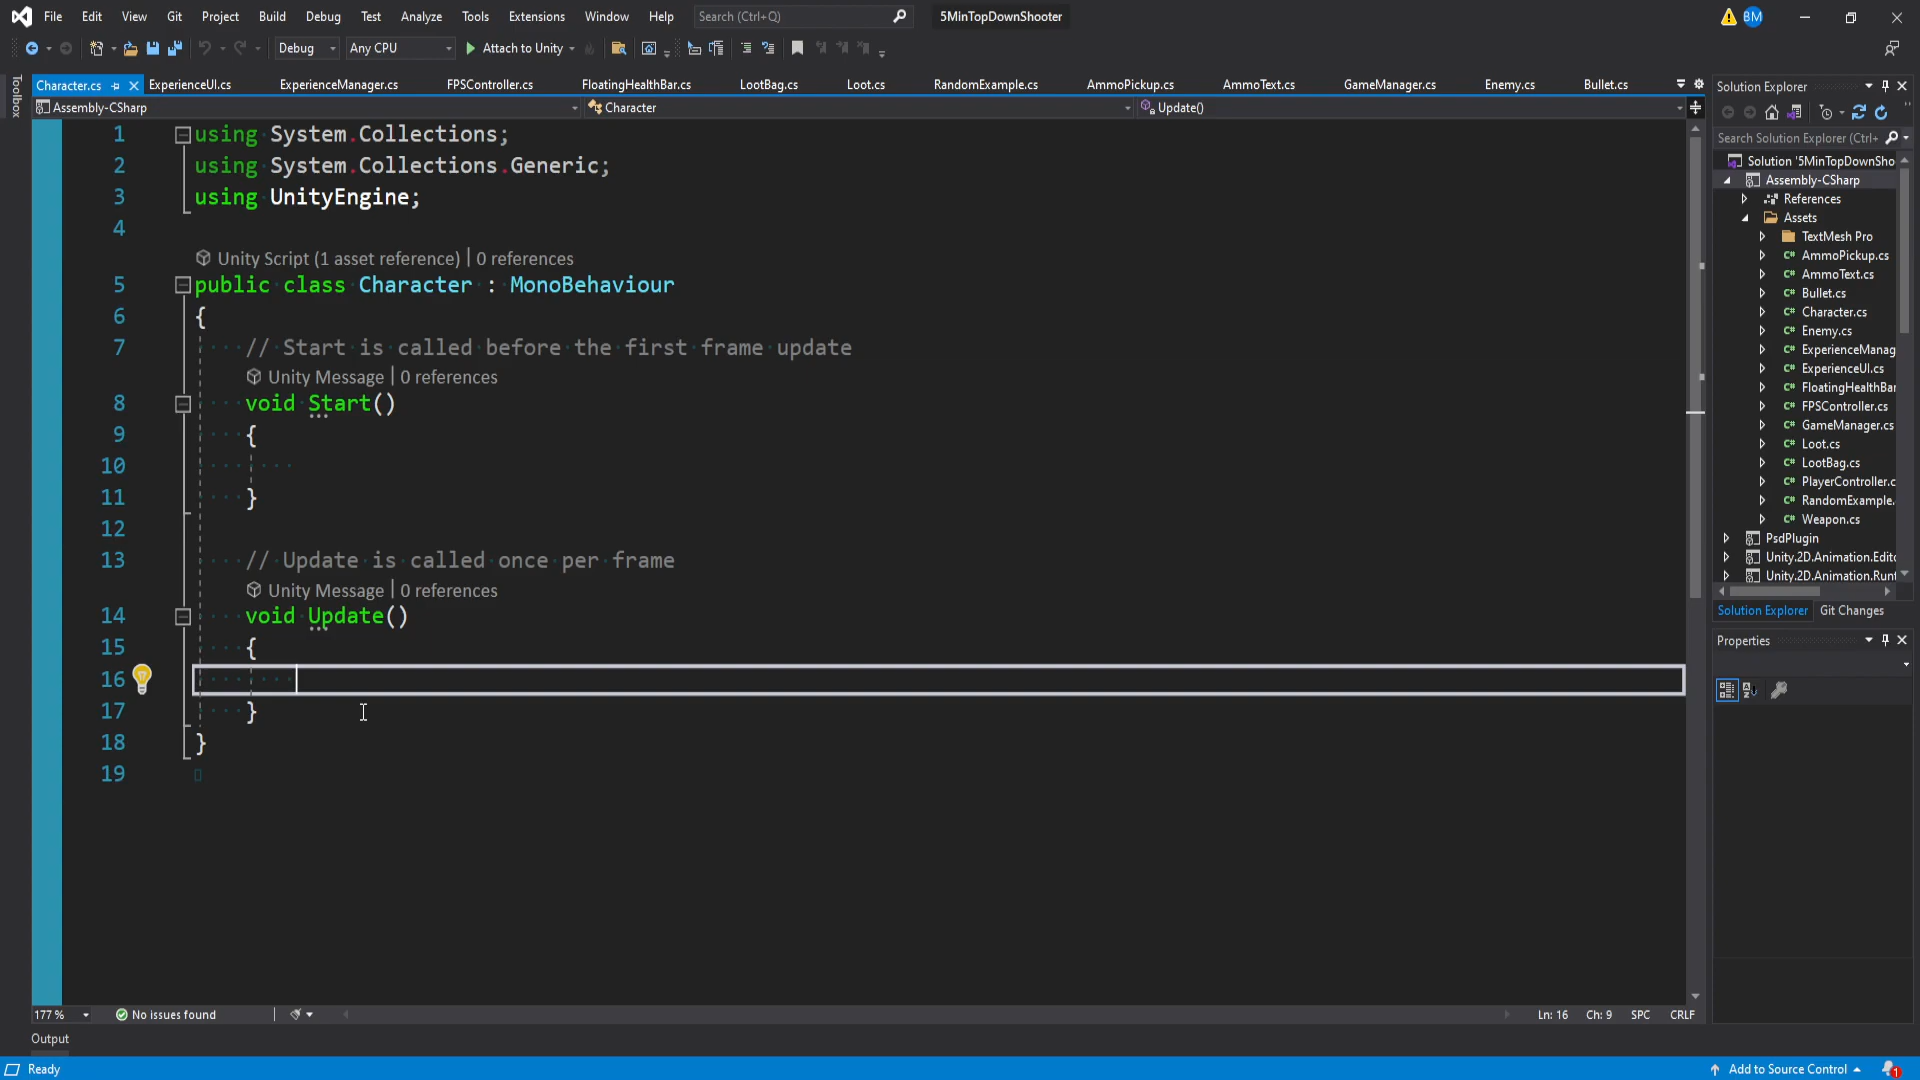 File Edit View Git Project Build Debug Test Analyze Tools Extensions Window Help Search (Ctrl+Q) 5MinTopDownShooter BM
Debug Any CPU Attach to Unity
Character.cs ExperienceUI.cs ExperienceManager.cs FPSController.cs FloatingHealthBar.cs LootBag.cs Loot.cs RandomExample.cs AmmoPickup.cs AmmoText.cs GameManager.cs Enemy.cs Bullet.cs
Assembly-CSharp Character Update()
Toolbox
1 using System.Collections;
2 using System.Collections.Generic;
3 using UnityEngine;
4
Unity Script (1 asset reference) | 0 references
5 public class Character : MonoBehaviour
6 {
7 // Start is called before the first frame update
Unity Message | 0 references
8 void Start()
9 {
10
11 }
12
13 // Update is called once per frame
Unity Message | 0 references
14 void Update()
15 {
16
17 }
18 }
19
177 % No issues found Ln: 16 Ch: 9 SPC CRLF
Output
Ready Add to Source Control 1
Solution Explorer
Search Solution Explorer (Ctrl+
Solution '5MinTopDownSho
Assembly-CSharp
References
Assets
TextMesh Pro
C# AmmoPickup.cs
C# AmmoText.cs
C# Bullet.cs
C# Character.cs
C# Enemy.cs
C# ExperienceManag
C# ExperienceUI.cs
C# FloatingHealthBar
C# FPSController.cs
C# GameManager.cs
C# Loot.cs
C# LootBag.cs
C# PlayerController.c
C# RandomExample.
C# Weapon.cs
PsdPlugin
Unity.2D.Animation.Edito
Unity.2D.Animation.Runt
Solution Explorer Git Changes
Properties